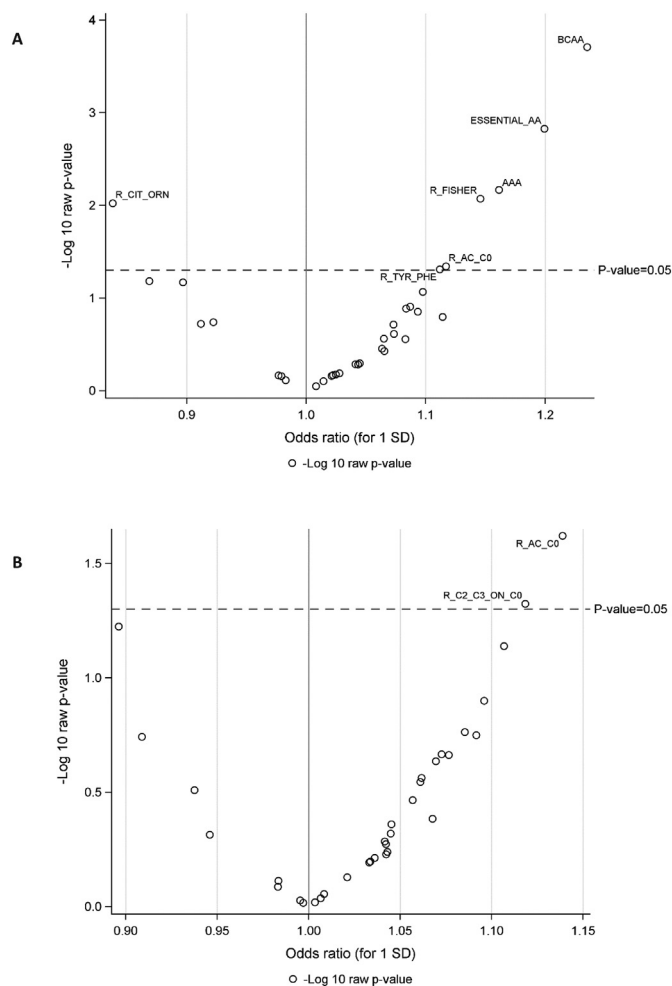 A
4
3
2
1
0
-Log 10 raw p-value
BCAA
ESSENTIAL_AA
AAA
R_FISHER
R_CIT_ORN
R_AC_C0
R_TYR_PHE
P-value=0.05
0.9
1.0
1.1
1.2
Odds ratio (for 1 SD)
-Log 10 raw p-value
B
1.5
1.0
0.5
0.0
-Log 10 raw p-value
R_AC_C0
R_C2_C3_ON_C0
P-value=0.05
0.90
0.95
1.00
1.05
1.10
1.15
Odds ratio (for 1 SD)
-Log 10 raw p-value